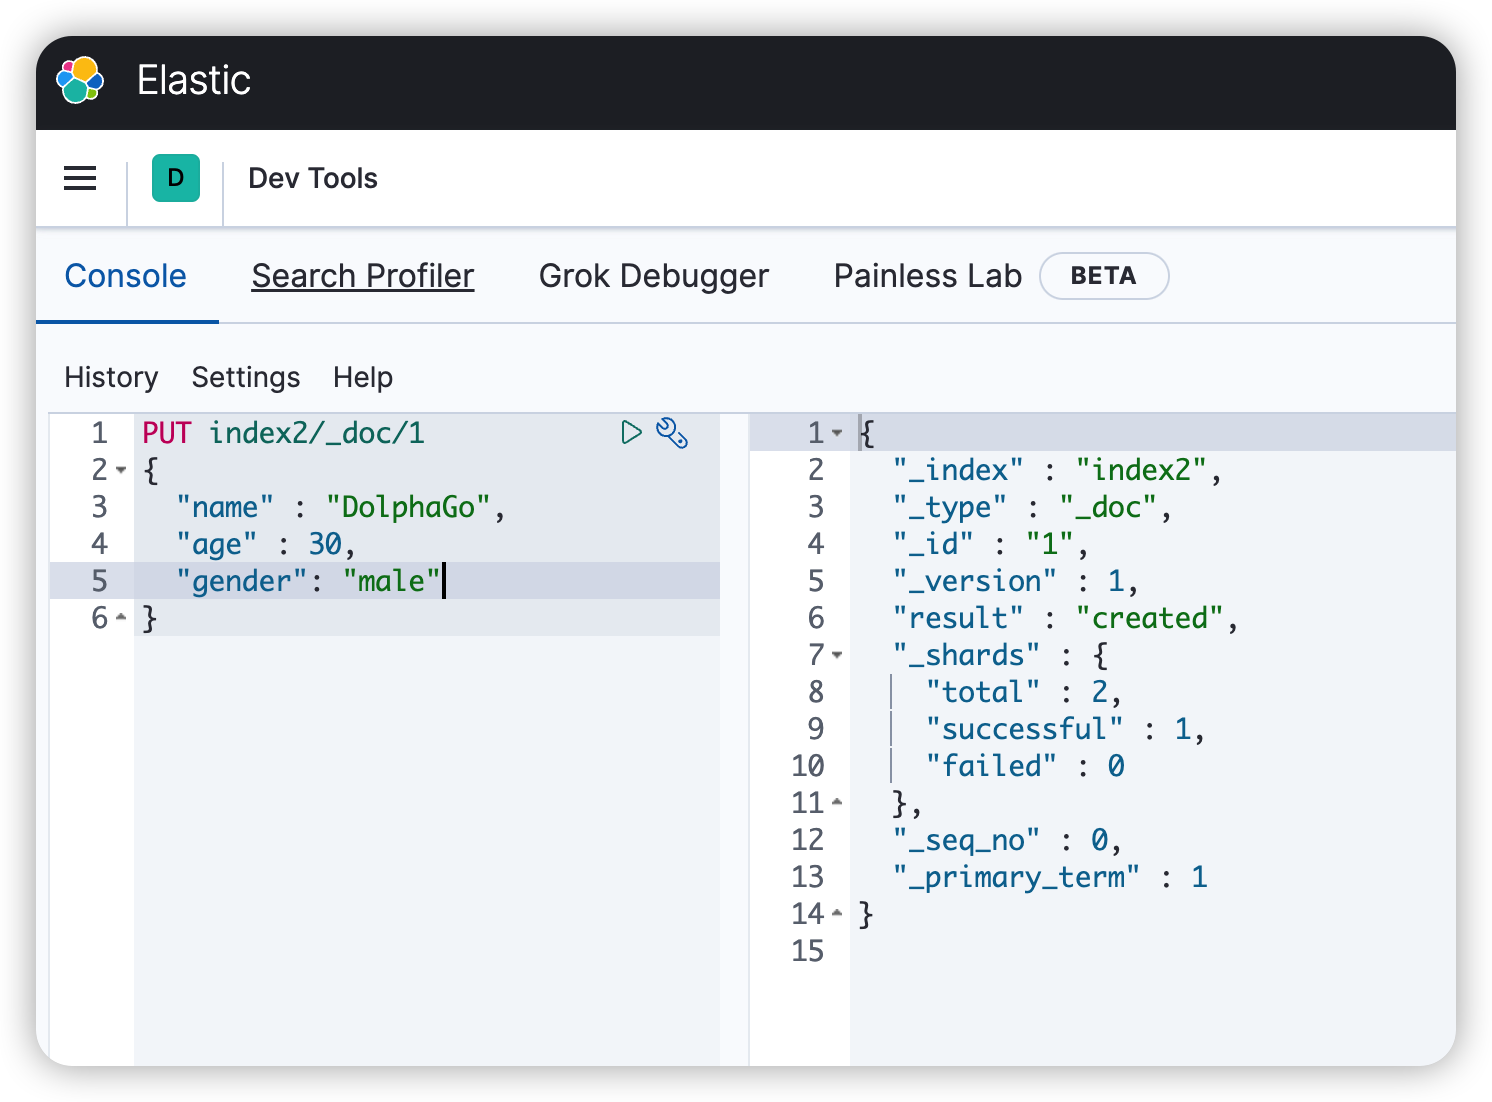 Elastic
D
Dev Tools
Console Search Profiler Grok Debugger Painless Lab BETA
History Settings Help
1 PUT index2/_doc/1
2 {
3 "name" : "DolphaGo",
4 "age" : 30,
5 "gender": "male"
6 }
1 {
2 "_index" : "index2",
3 "_type" : "_doc",
4 "_id" : "1",
5 "_version" : 1,
6 "result" : "created",
7 "_shards" : {
8 "total" : 2,
9 "successful" : 1,
10 "failed" : 0
11 },
12 "_seq_no" : 0,
13 "_primary_term" : 1
14 }
15